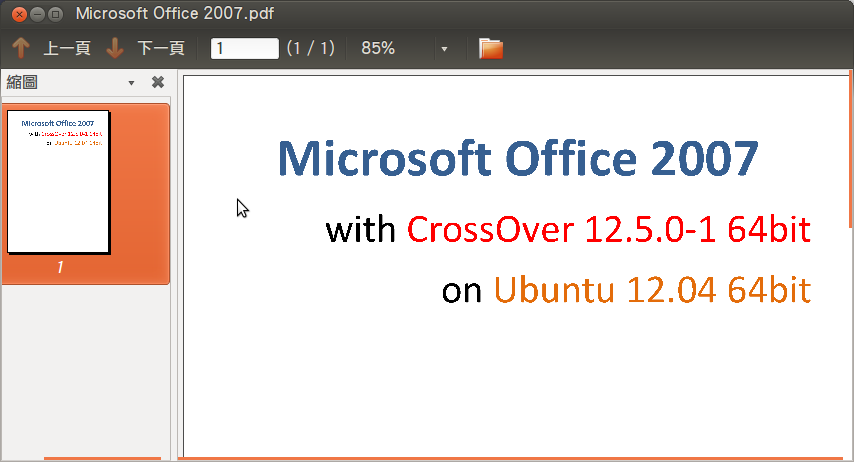 Microsoft Office 2007.pdf
上一頁 下一頁 1 (1 / 1) 85%
縮圖
Microsoft Office 2007
with CrossOver 12.5.0-1 64bit
on Ubuntu 12.04 64bit
1
Microsoft Office 2007
with CrossOver 12.5.0-1 64bit
on Ubuntu 12.04 64bit